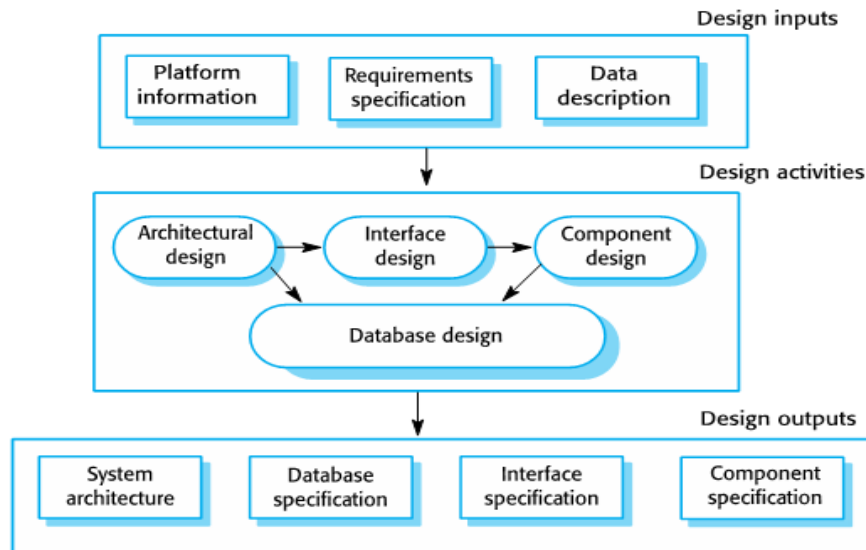 Design inputs
Platform
information
Requirements
specification
Data
description
Design activities
Architectural
design
Interface
design
Component
design
Database design
Design outputs
System
architecture
Database
specification
Interface
specification
Component
specification